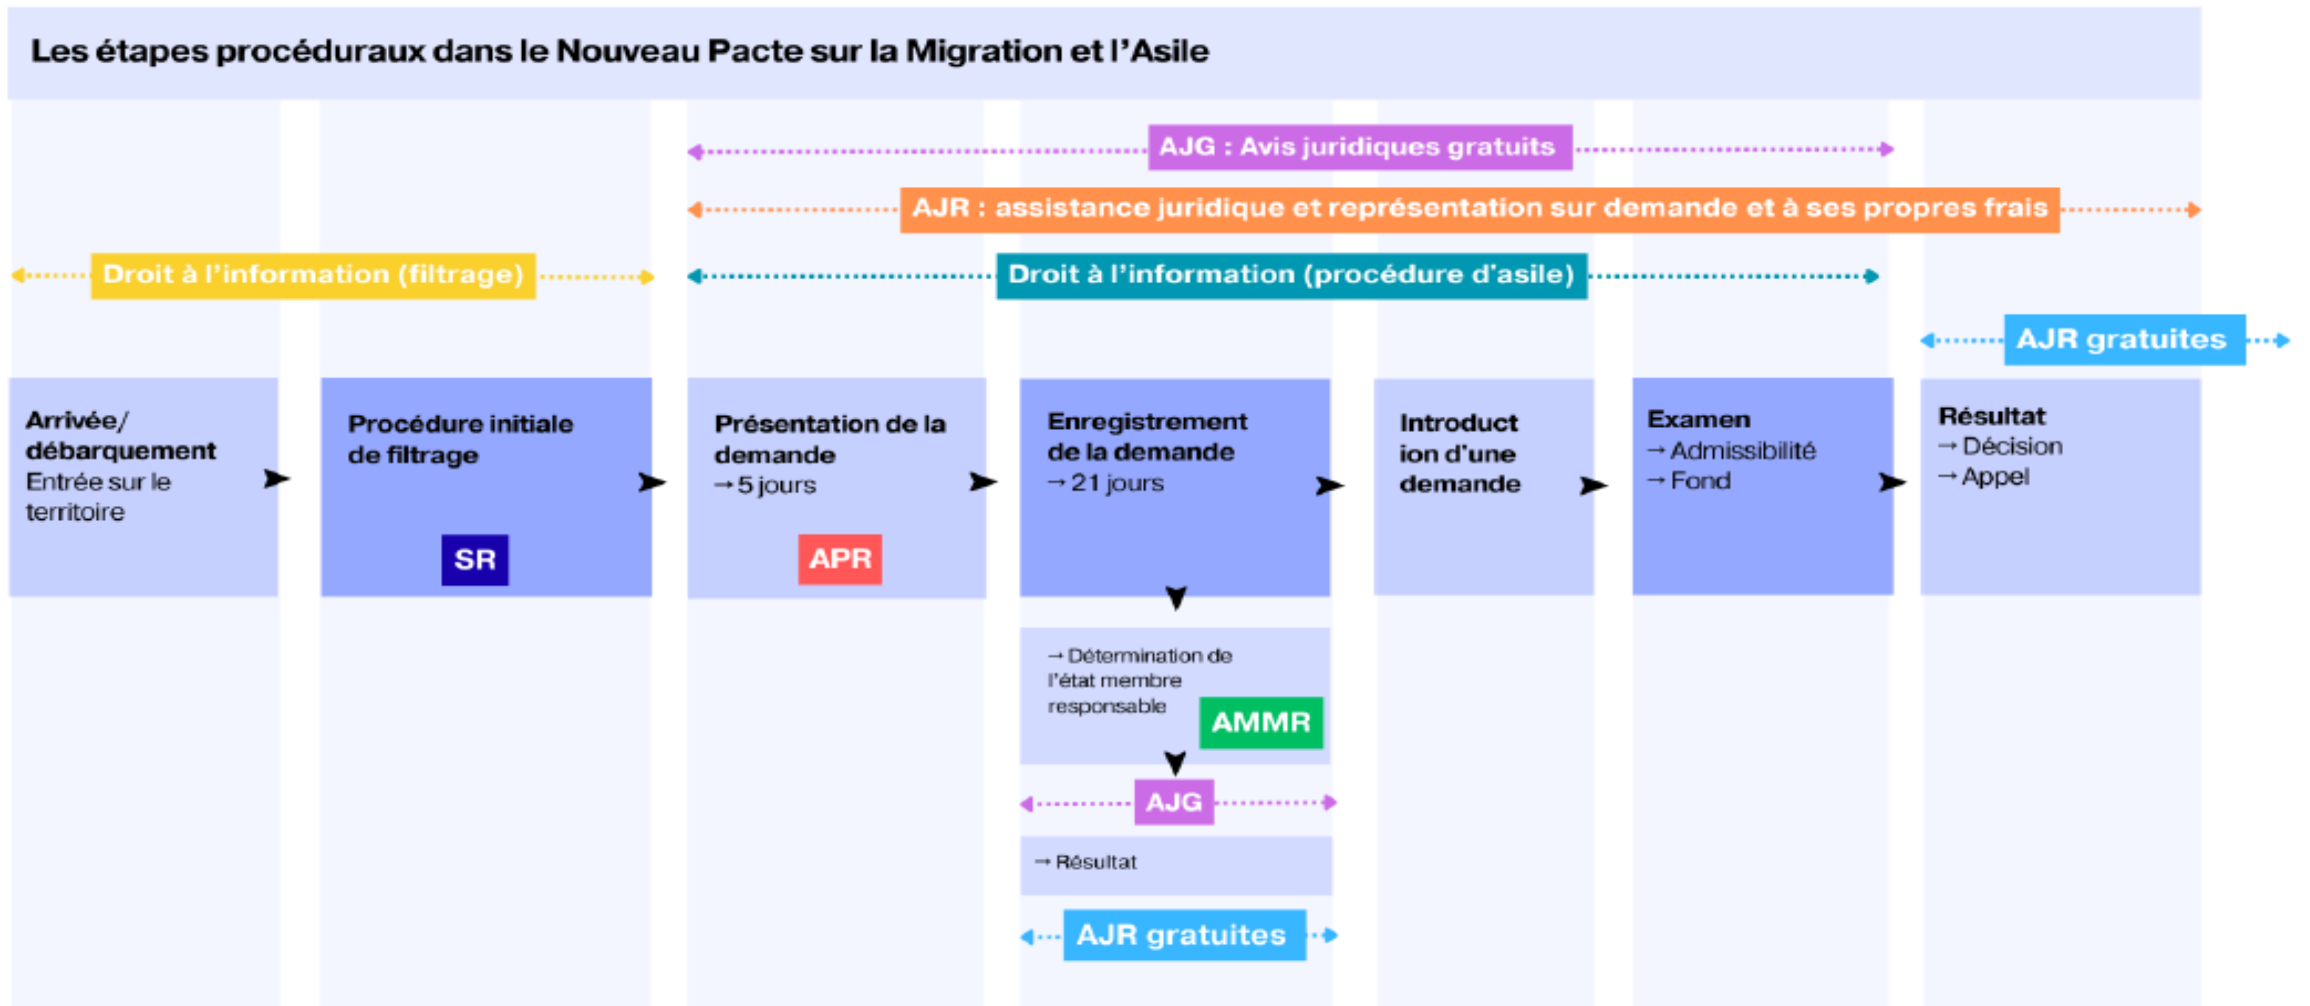 Les étapes procéduraux dans le Nouveau Pacte sur la Migration et l'Asile
AJG : Avis juridiques gratuits
AJR : assistance juridique et représentation sur demande et à ses propres frais
Droit à l'information (filtrage)
Droit à l'information (procédure d'asile)
AJR gratuites
Arrivée/
débarquement
Entrée sur le
territoire
Procédure initiale
de filtrage
SR
Présentation de la
demande
→ 5 jours
APR
Enregistrement
de la demande
→ 21 jours
Introduct
ion d'une
demande
Examen
→ Admissibilité
→ Fond
Résultat
→ Décision
→ Appel
→ Détermination de
l'état membre
responsable
AMMR
AJG
→ Résultat
AJR gratuites